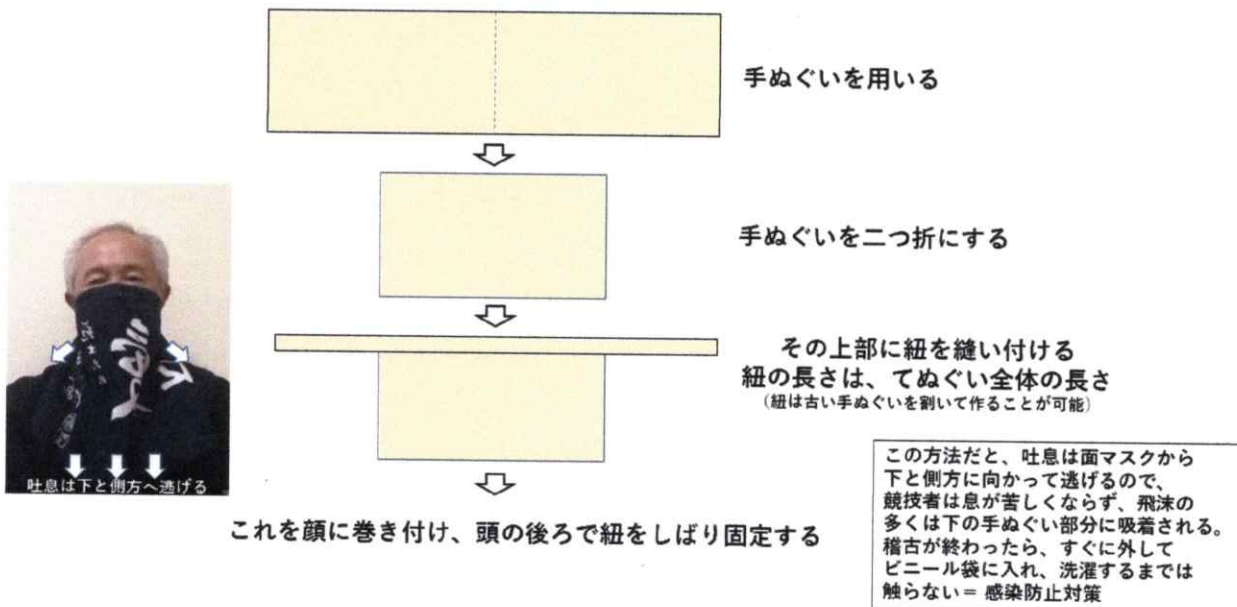 手ぬぐいを用いる
手ぬぐいを二つ折にする
その上部に紐を縫い付ける
紐の長さは、てぬぐい全体の長さ
(紐は古い手ぬぐいを割いて作ることが可能)
吐息は下と側方へ逃げる
これを顔に巻き付け、頭の後ろで紐をしばり固定する
この方法だと、吐息は面マスクから
下と側方に向かって逃げるので、
競技者は息が苦しくならず、飛沫の
多くは下の手ぬぐい部分に吸着される。
稽古が終わったら、すぐに外して
ビニール袋に入れ、洗濯するまでは
触らない= 感染防止対策